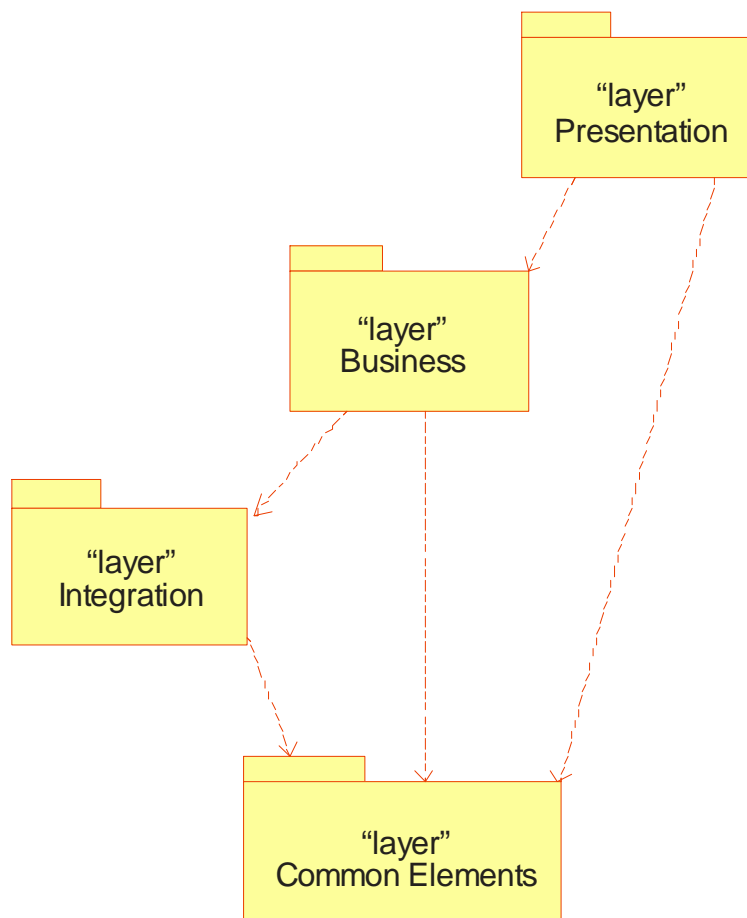 “layer”
Presentation
“layer”
Business
“layer”
Integration
“layer”
Common Elements